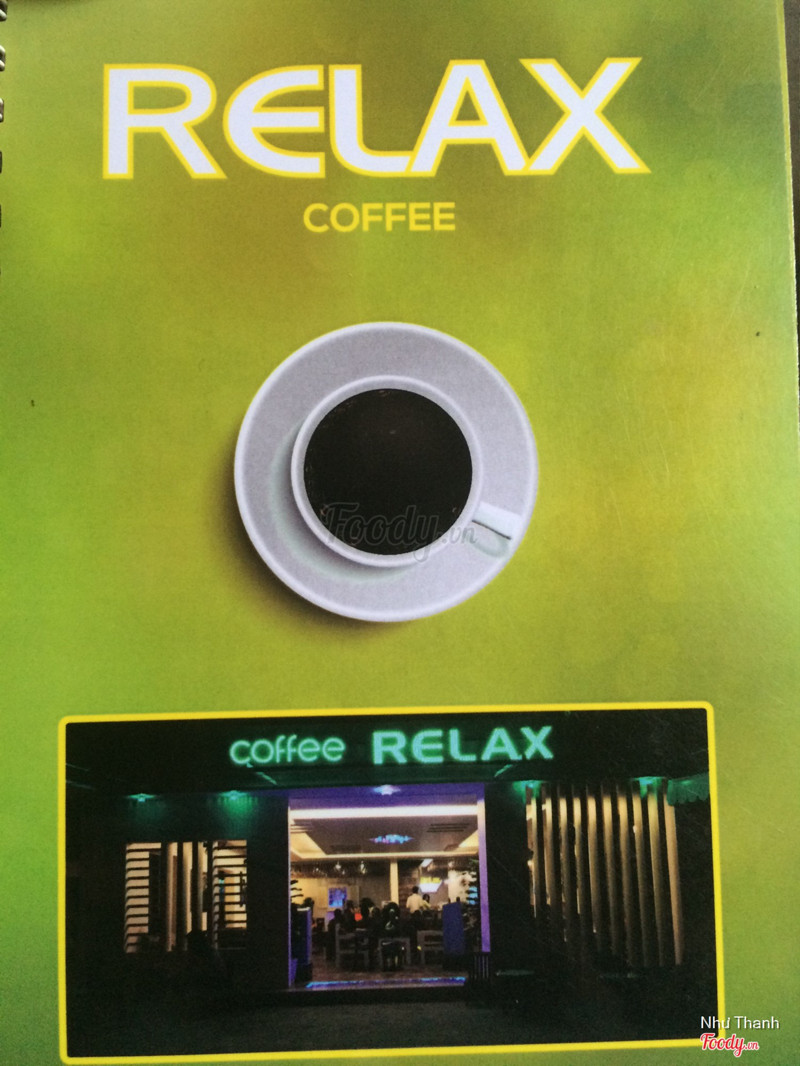 RELAX
COFFEE
Foody.vn
coffee RELAX
Như Thanh
Foody.vn